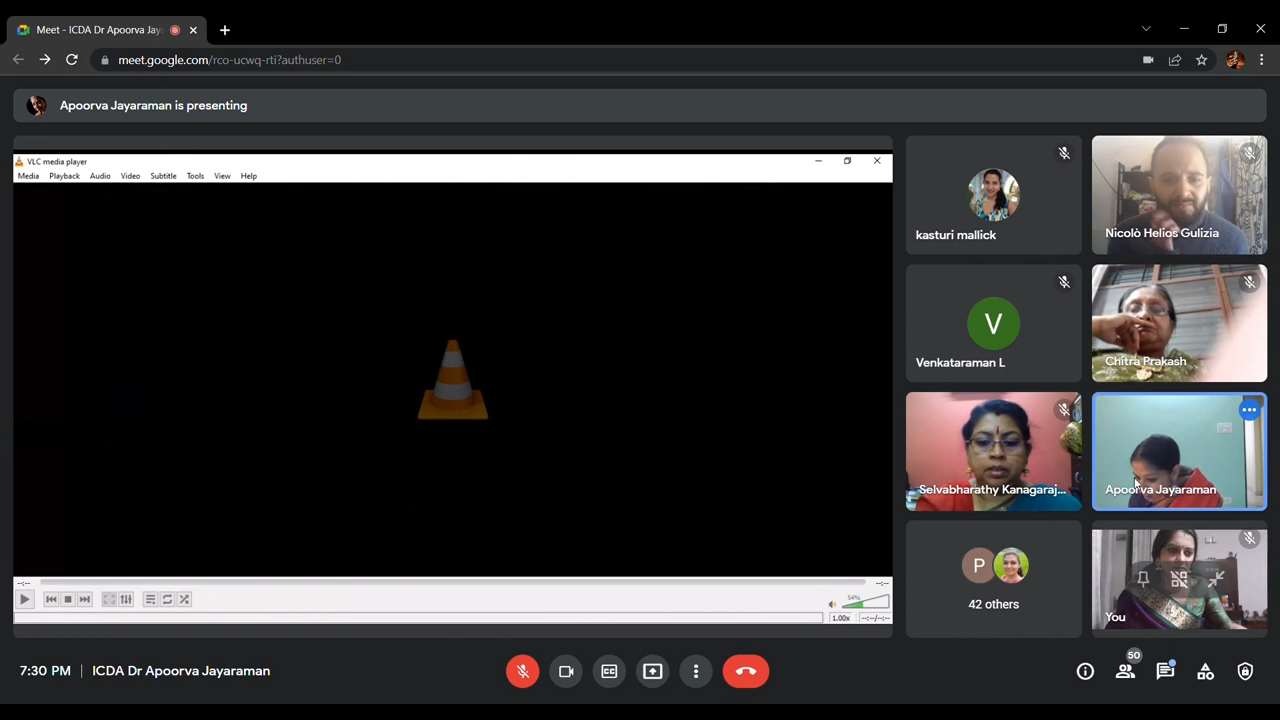 Meet - ICDA Dr Apoorva Jay
meet.google.com/rco-ucwq-rti?authuser=0
Apoorva Jayaraman is presenting
VLC media player
Media Playback Audio Video Subtitle Tools View Help
kasturi mallick
Nicolò Helios Gulizia
V
Venkataraman L
Chitra Prakash
Selvabharathy Kanagaraj...
Apoorva Jayaraman
P
42 others
You
--:--
--:--
54%
1.00x
--:--/--:--
7:30 PM | ICDA Dr Apoorva Jayaraman
CC
50